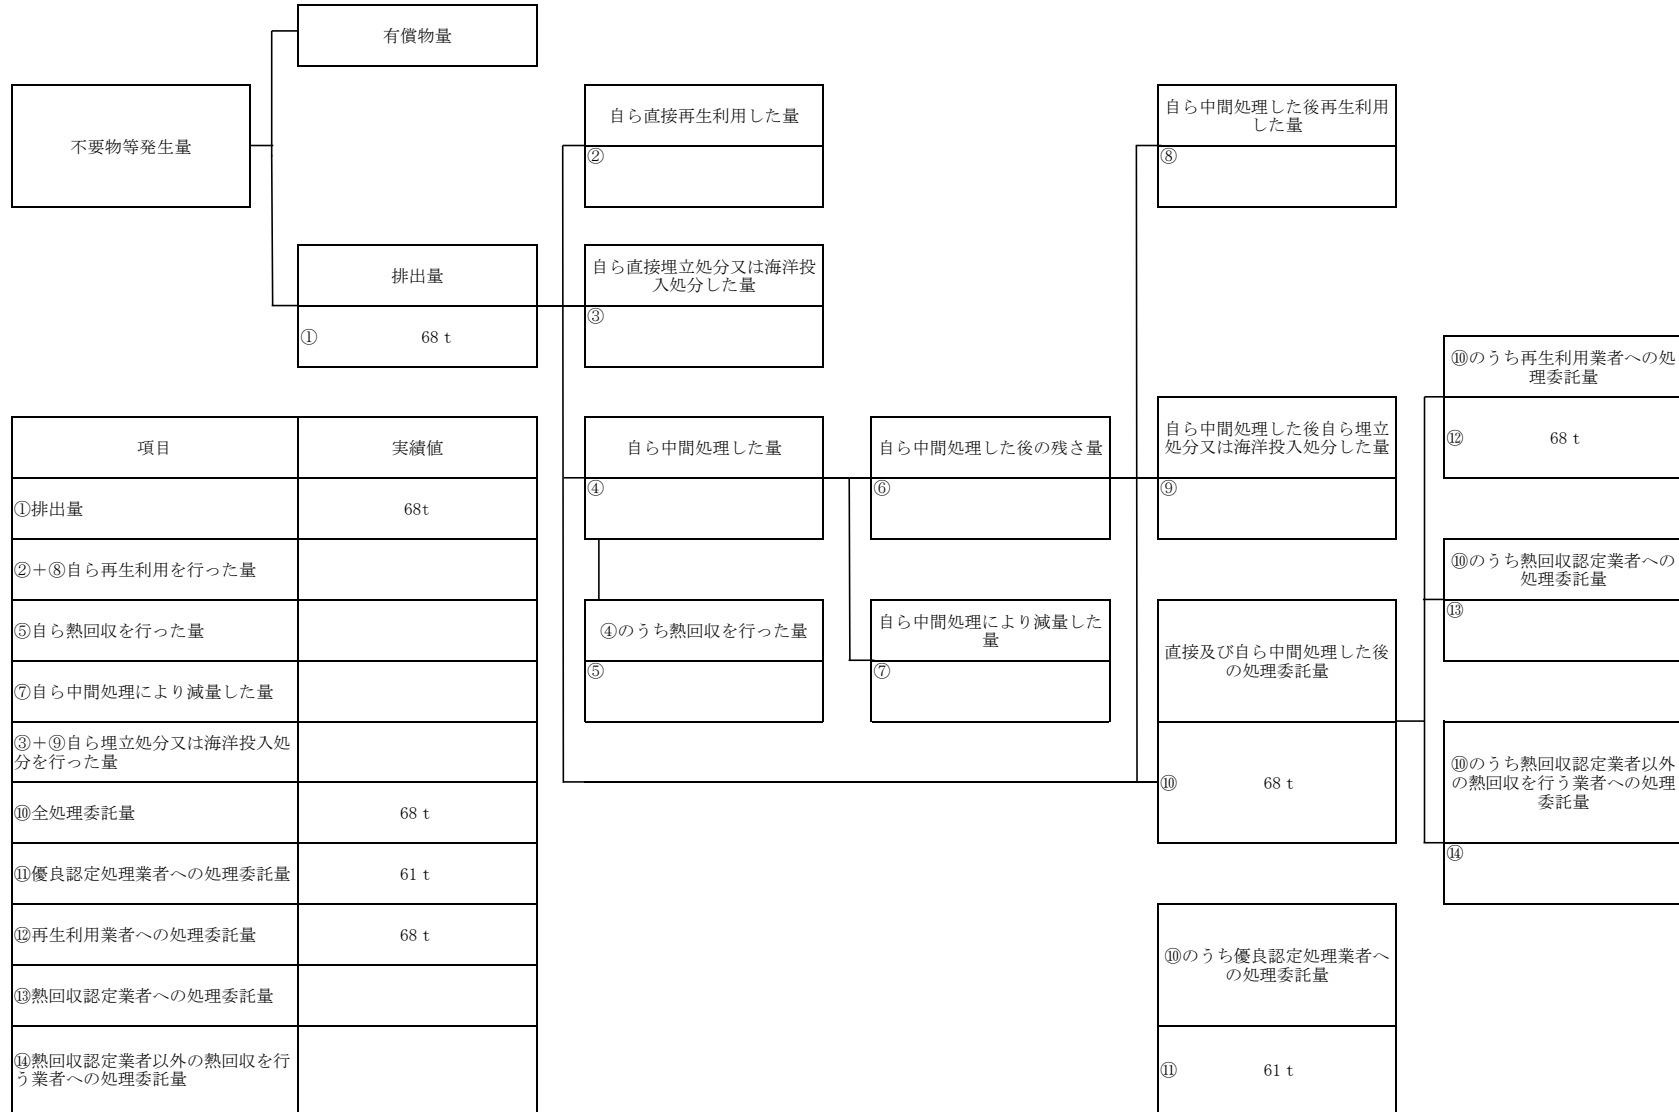 有償物量
不要物等発生量
自ら直接再生利用した量
②
自ら中間処理した後再生利用
した量
⑧
排出量
① 68 t
自ら直接埋立処分又は海洋投
入処分した量
③
⑩のうち再生利用業者への処
理委託量
⑫ 68 t
自ら中間処理した量
④
自ら中間処理した後の残さ量
⑥
自ら中間処理した後自ら埋立
処分又は海洋投入処分した量
⑨
⑩のうち熱回収認定業者への
処理委託量
⑬
④のうち熱回収を行った量
⑤
自ら中間処理により減量した
量
⑦
直接及び自ら中間処理した後
の処理委託量
⑩ 68 t
⑩のうち熱回収認定業者以外
の熱回収を行う業者への処理
委託量
⑭
⑩のうち優良認定処理業者へ
の処理委託量
⑪ 61 t
項目 実績値
①排出量 68t
②+⑧自ら再生利用を行った量
⑤自ら熱回収を行った量
⑦自ら中間処理により減量した量
③+⑨自ら埋立処分又は海洋投入処
分を行った量
⑩全処理委託量 68 t
⑪優良認定処理業者への処理委託量 61 t
⑫再生利用業者への処理委託量 68 t
⑬熱回収認定業者への処理委託量
⑭熱回収認定業者以外の熱回収を行
う業者への処理委託量